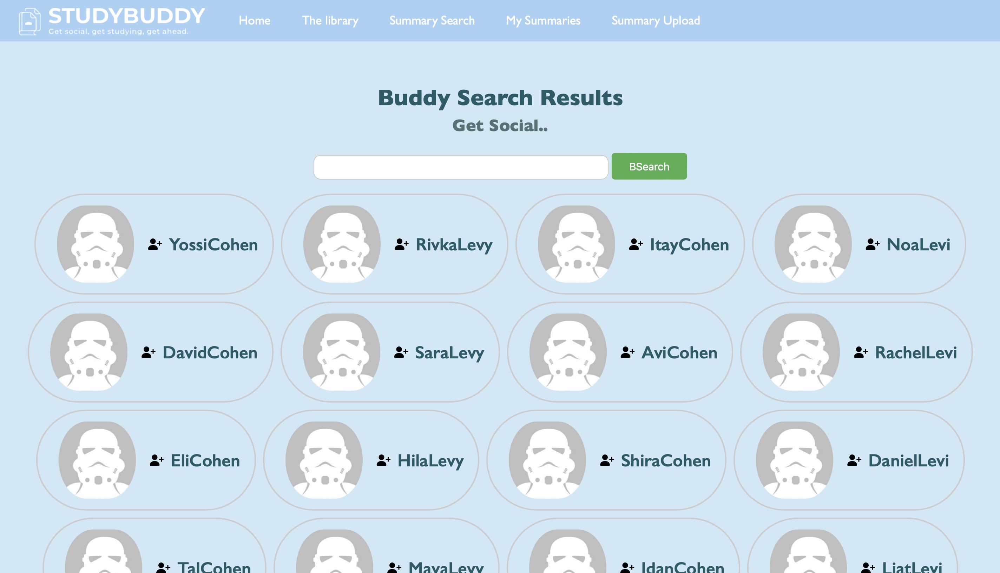 STUDYBUDDY
Get social, get studying, get ahead.
Home The library Summary Search My Summaries Summary Upload
Buddy Search Results
Get Social..
BSearch
YossiCohen RivkaLevy ItayCohen NoaLevi
DavidCohen SaraLevy AviCohen RachelLevi
EliCohen HilaLevy ShiraCohen DanielLevi
TalCohen MayaLevy IdanCohen LiatLevi